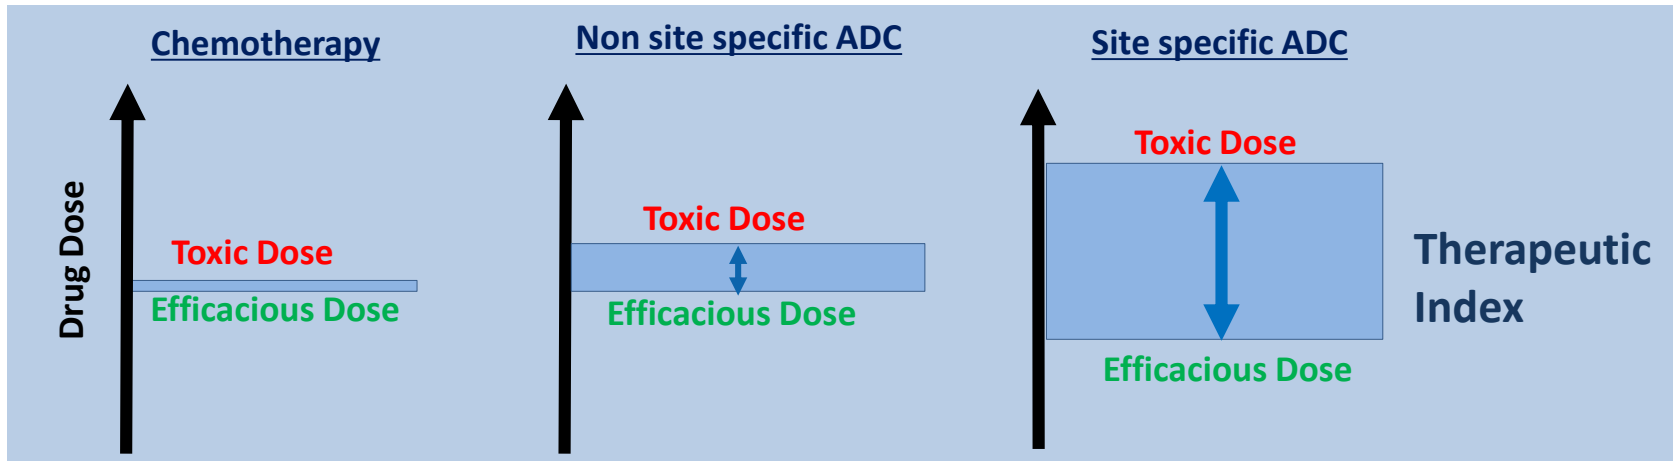 Chemotherapy
Non site specific ADC
Site specific ADC
Drug Dose
Toxic Dose
Efficacious Dose
Toxic Dose
Efficacious Dose
Toxic Dose
Efficacious Dose
Therapeutic
Index